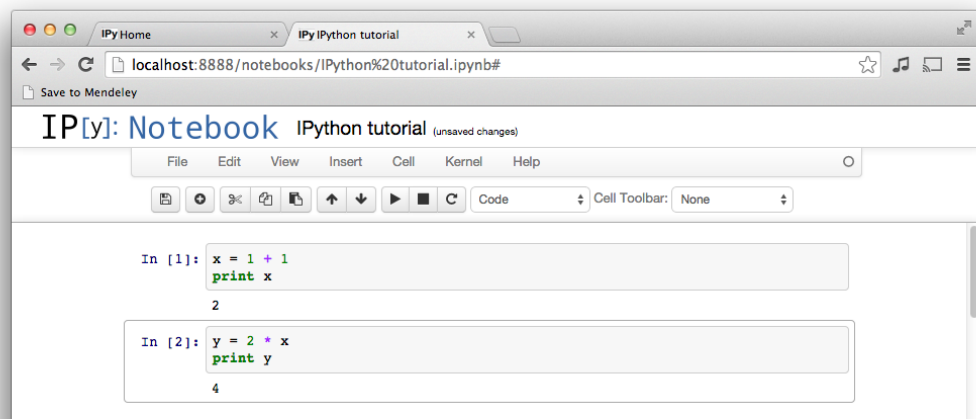 IPy Home IPy IPython tutorial
localhost:8888/notebooks/IPython%20tutorial.ipynb#
Save to Mendeley
IP[y]: Notebook IPython tutorial (unsaved changes)
File Edit View Insert Cell Kernel Help
Code Cell Toolbar: None
In [1]: x = 1 + 1
print x
2
In [2]: y = 2 * x
print y
4